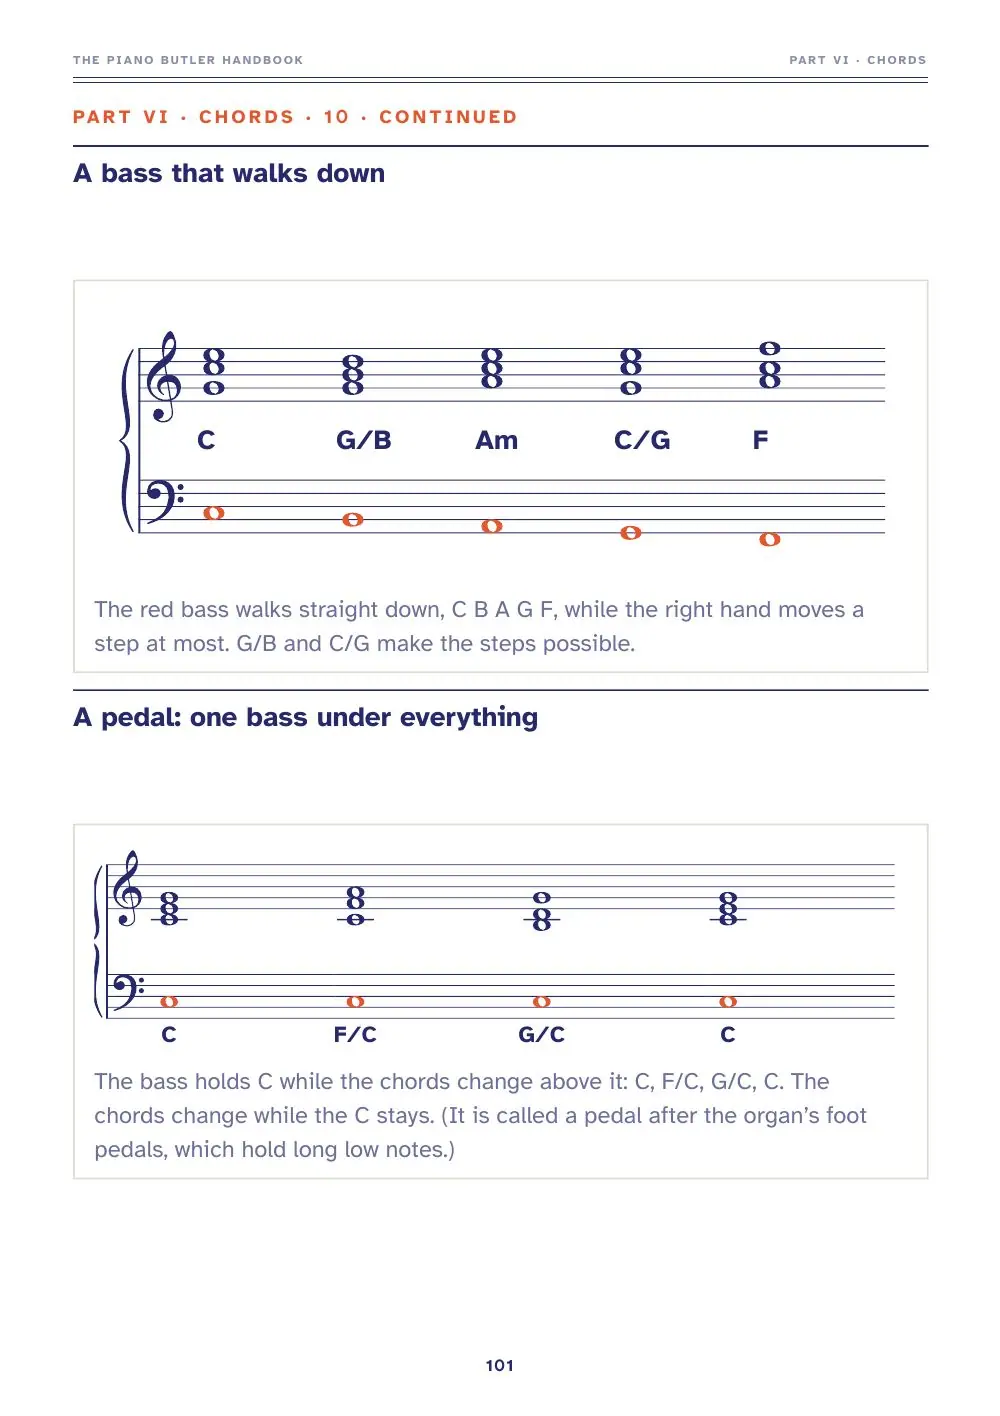 THE PIANO BUTLER HANDBOOK
PART VI · CHORDS
PART VI · CHORDS · 10 · CONTINUED
A bass that walks down
C G/B Am C/G F
The red bass walks straight down, C B A G F, while the right hand moves a
step at most. G/B and C/G make the steps possible.
A pedal: one bass under everything
C F/C G/C C
The bass holds C while the chords change above it: C, F/C, G/C, C. The
chords change while the C stays. (It is called a pedal after the organ’s foot
pedals, which hold long low notes.)
101